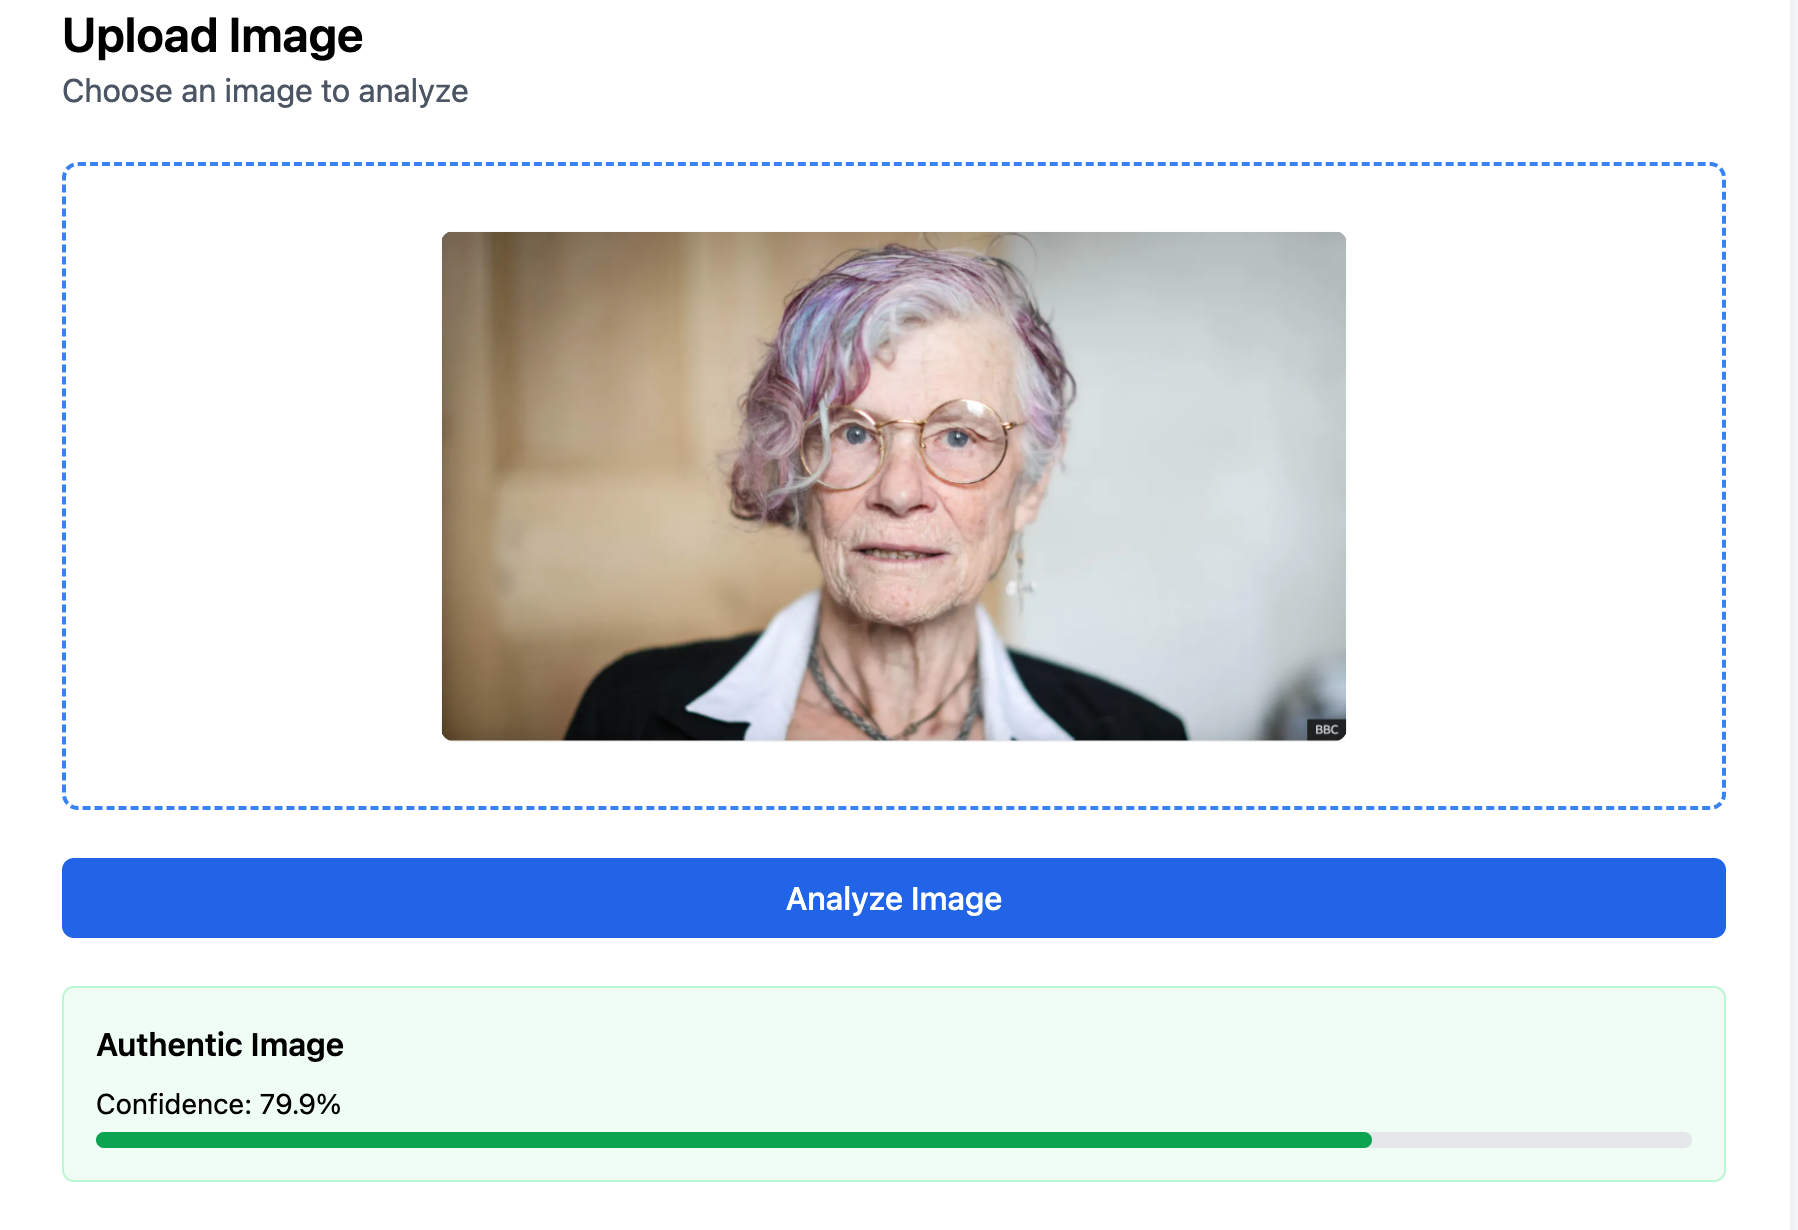 Upload Image
Choose an image to analyze
BBC
Analyze Image
Authentic Image
Confidence: 79.9%